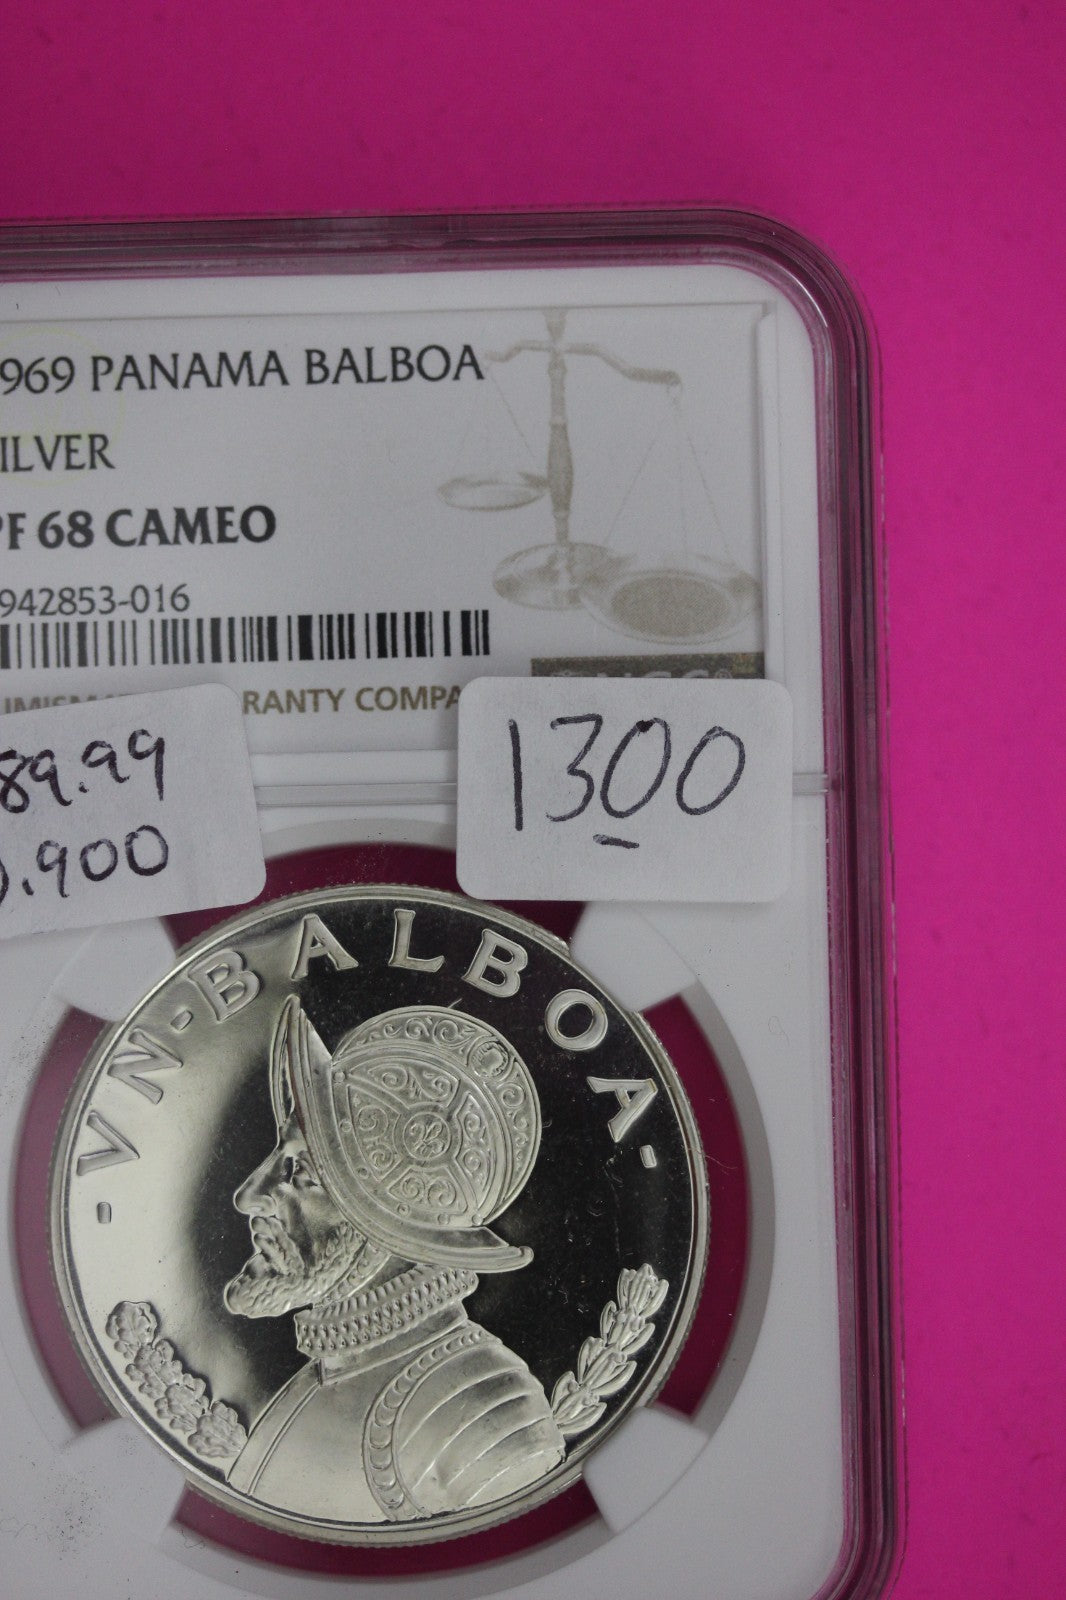 969 PANAMA BALBOA
ILVER
PF 68 CAMEO
942853-016
RANTY COMPA
89.99
.900
1300
VN·BALBOA